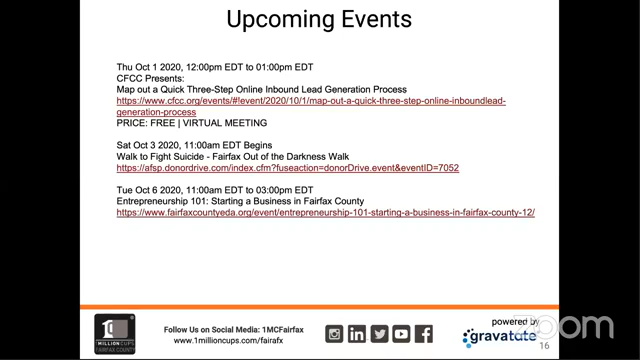 Upcoming Events
Thu Oct 1 2020, 12:00pm EDT to 01:00pm EDT
CFCC Presents:
Map out a Quick Three-Step Online Inbound Lead Generation Process
https://www.cfcc.org/events/#!event/2020/10/1/map-out-a-quick-three-step-online-inboundlead-
generation-process
PRICE: FREE | VIRTUAL MEETING
Sat Oct 3 2020, 11:00am EDT Begins
Walk to Fight Suicide - Fairfax Out of the Darkness Walk
https://afsp.donordrive.com/index.cfm?fuseaction=donorDrive.event&eventID=7052
Tue Oct 6 2020, 11:00am EDT to 03:00pm EDT
Entrepreneurship 101: Starting a Business in Fairfax County
https://www.fairfaxcountyeda.org/event/entrepreneurship-101-starting-a-business-in-fairfax-county-12/
1 MILLION CUPS
FAIRFAX COUNTY
Follow Us on Social Media: 1MCFairfax
www.1millioncups.com/fairafx
powered by
gravatate
zoom
16